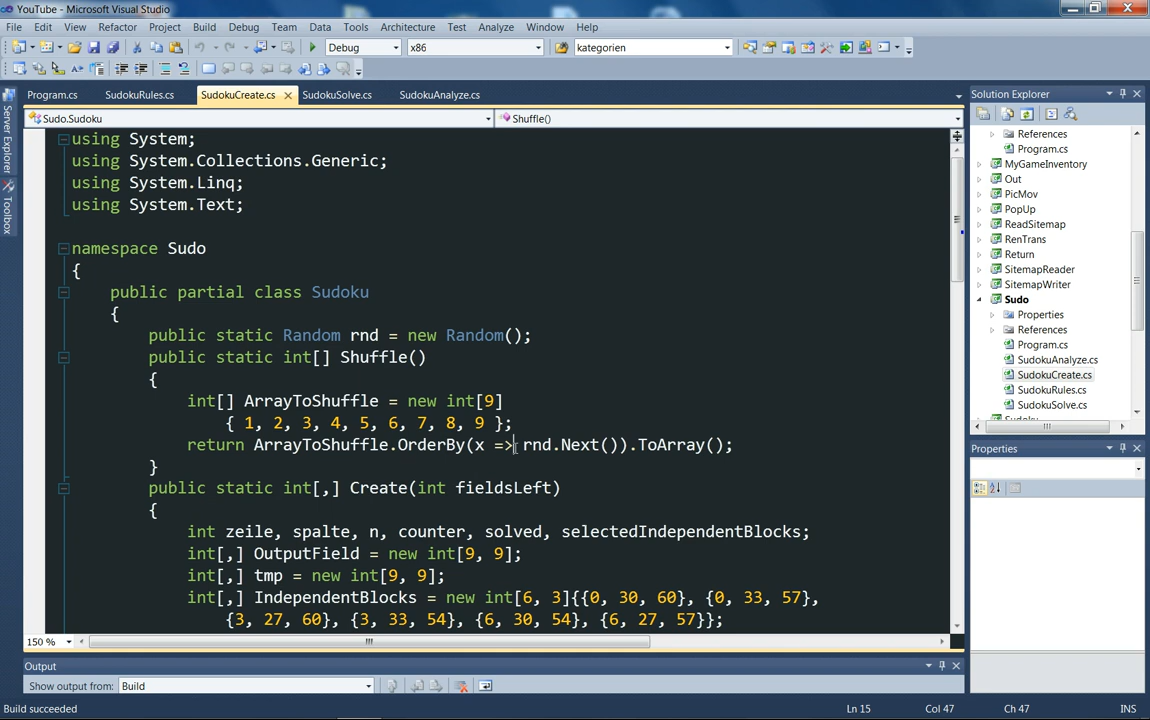 YouTube - Microsoft Visual Studio
File Edit View Refactor Project Build Debug Team Data Tools Architecture Test Analyze Window Help
Debug x86 kategorien
Program.cs SudokuRules.cs SudokuCreate.cs SudokuSolve.cs SudokuAnalyze.cs
Sudo.Sudoku Shuffle()
Server Explorer
Toolbox
using System;
using System.Collections.Generic;
using System.Linq;
using System.Text;
namespace Sudo
{
public partial class Sudoku
{
public static Random rnd = new Random();
public static int[] Shuffle()
{
int[] ArrayToShuffle = new int[9]
{ 1, 2, 3, 4, 5, 6, 7, 8, 9 };
return ArrayToShuffle.OrderBy(x => rnd.Next()).ToArray();
}
public static int[,] Create(int fieldsLeft)
{
int zeile, spalte, n, counter, solved, selectedIndependentBlocks;
int[,] OutputField = new int[9, 9];
int[,] tmp = new int[9, 9];
int[,] IndependentBlocks = new int[6, 3]{{0, 30, 60}, {0, 33, 57},
{3, 27, 60}, {3, 33, 54}, {6, 30, 54}, {6, 27, 57}};
150 %
Output
Show output from: Build
Build succeeded Ln 15 Col 47 Ch 47 INS
Solution Explorer
References
Program.cs
MyGameInventory
Out
PicMov
PopUp
ReadSitemap
RenTrans
Return
SitemapReader
SitemapWriter
Sudo
Properties
References
Program.cs
SudokuAnalyze.cs
SudokuCreate.cs
SudokuRules.cs
SudokuSolve.cs
Properties